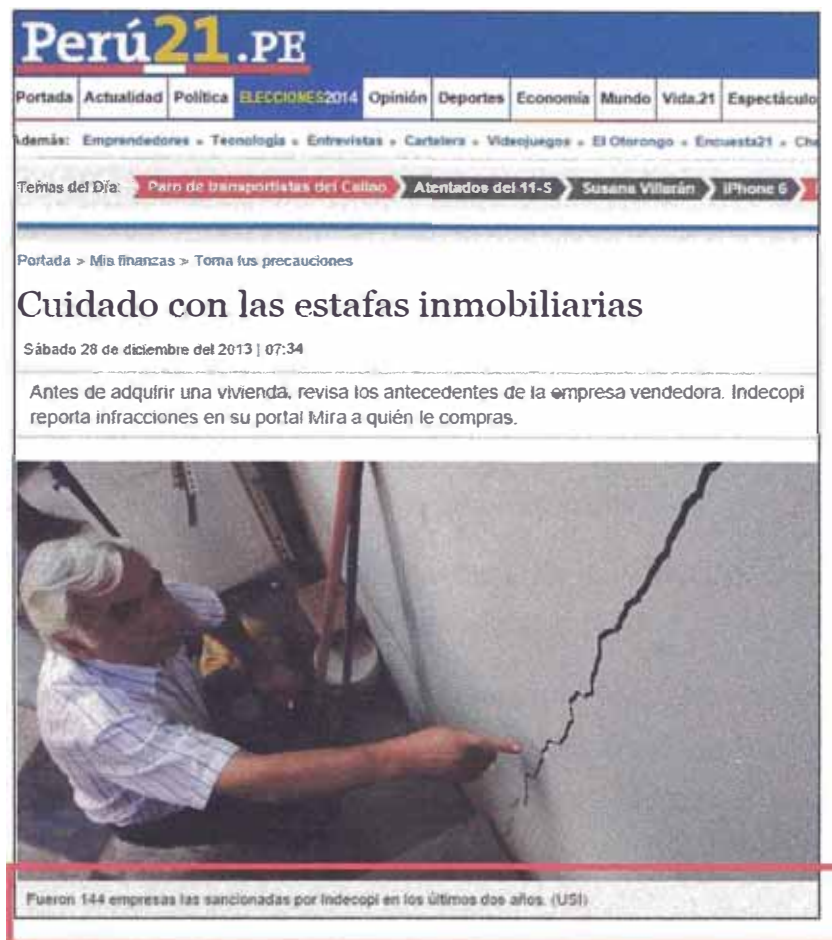 Perú21.PE
Portada Actualidad Política ELECCIONES2014 Opinión Deportes Economía Mundo Vida.21 Espectáculo
Además: Emprendedores Tecnología Entrevistas Cartelera Videojuegos El Otorongo Encuesta21 Che
Temas del Día: Paro de transportistas del Callao Atentados del 11-S Susana Villarán iPhone 6
Portada > Mis finanzas > Toma tus precauciones
Cuidado con las estafas inmobiliarias
Sábado 28 de diciembre del 2013 | 07:34
Antes de adquirir una vivienda, revisa los antecedentes de la empresa vendedora. Indecopi
reporta infracciones en su portal Mira a quién le compras.
Fueron 144 empresas las sancionadas por Indecopi en los últimos dos años. (USI)